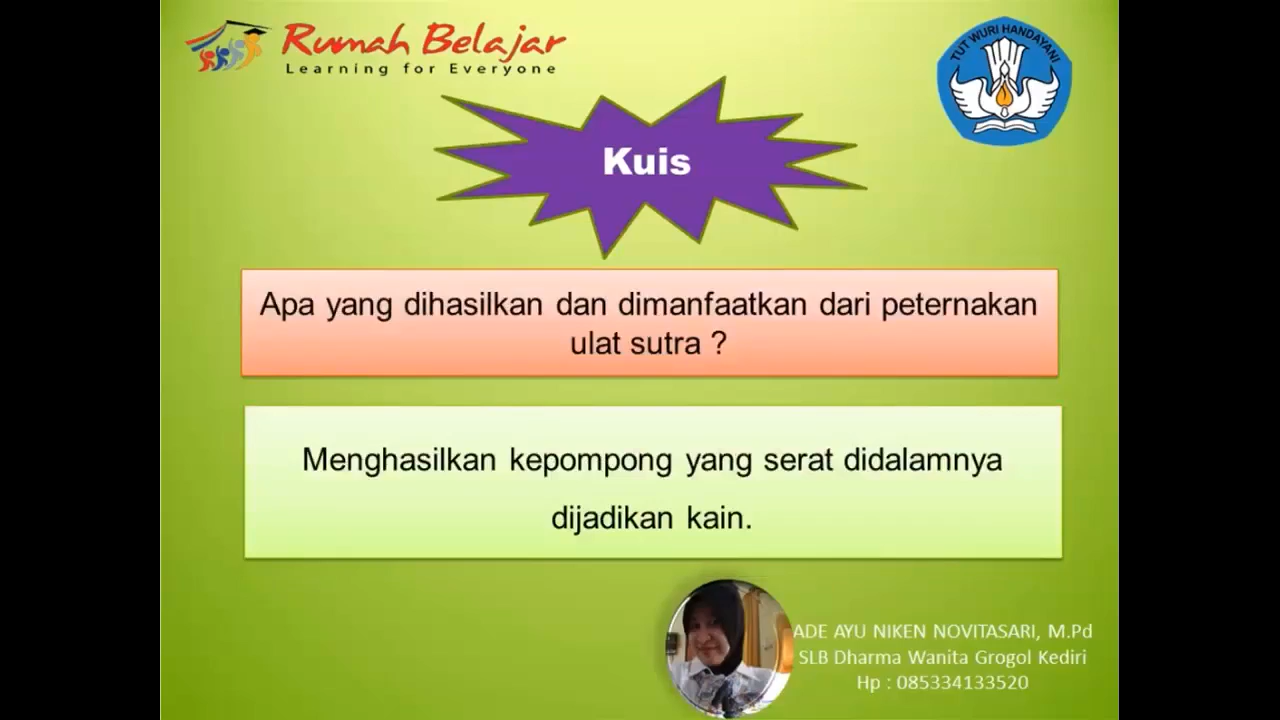 Rumah Belajar
Learning for Everyone
TUT WURI HANDAYANI
Kuis
Apa yang dihasilkan dan dimanfaatkan dari peternakan
ulat sutra ?
Menghasilkan kepompong yang serat didalamnya
dijadikan kain.
ADE AYU NIKEN NOVITASARI, M.Pd
SLB Dharma Wanita Grogol Kediri
Hp : 085334133520